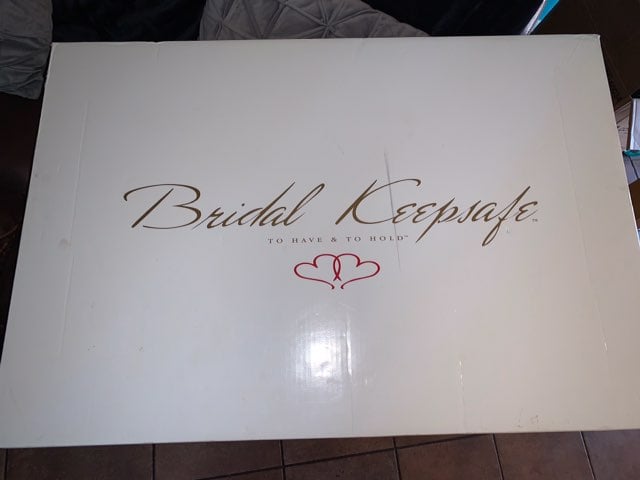 Bridal Keepsafe™
TO HAVE & TO HOLD™